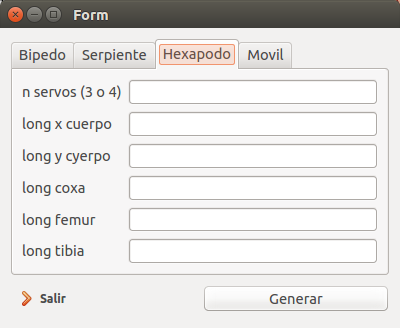 Form
Bipedo Serpiente Hexapodo Movil
n servos (3 o 4)
long x cuerpo
long y cyerpo
long coxa
long femur
long tibia
Salir Generar